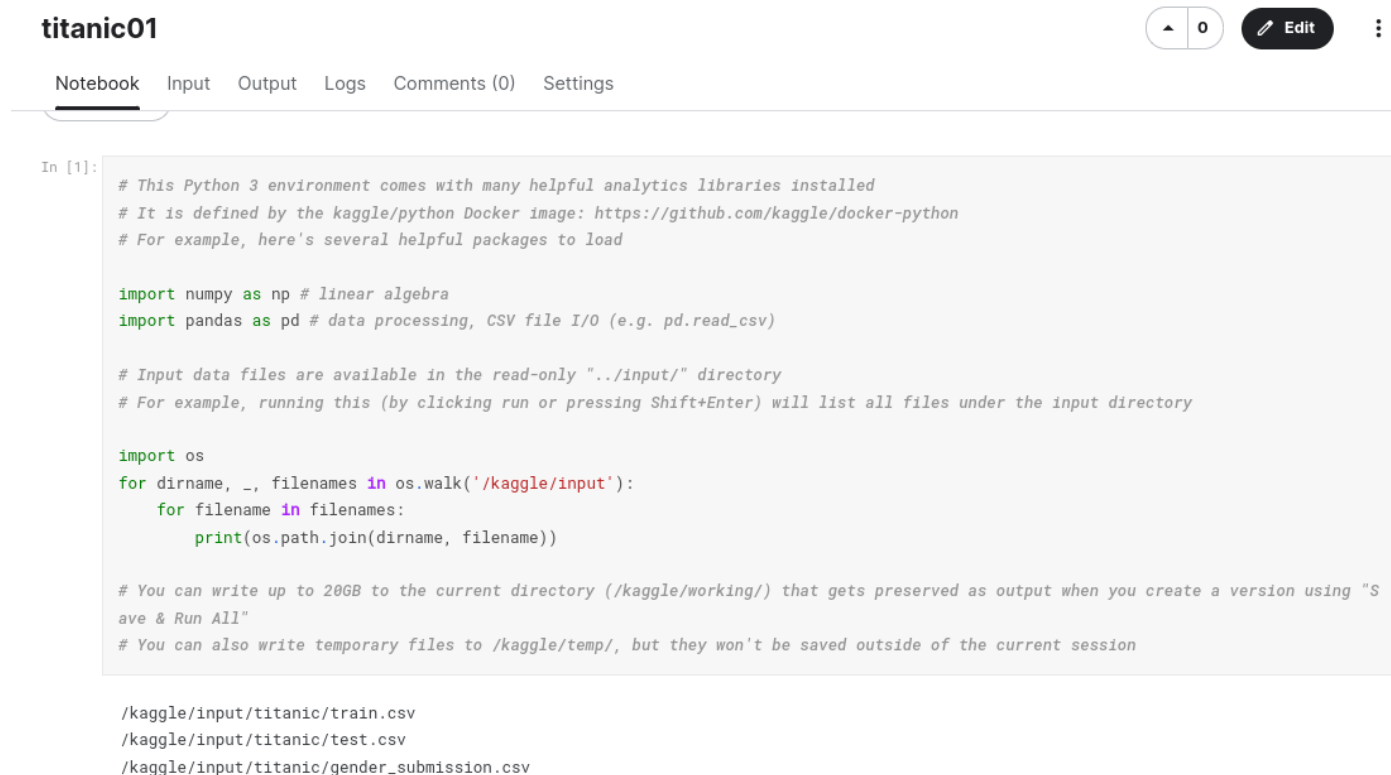 titanic01
0
Edit
Notebook
Input
Output
Logs
Comments (0)
Settings
In [1]:
# This Python 3 environment comes with many helpful analytics libraries installed
# It is defined by the kaggle/python Docker image: https://github.com/kaggle/docker-python
# For example, here's several helpful packages to load
import numpy as np # linear algebra
import pandas as pd # data processing, CSV file I/O (e.g. pd.read_csv)
# Input data files are available in the read-only "../input/" directory
# For example, running this (by clicking run or pressing Shift+Enter) will list all files under the input directory
import os
for dirname, _, filenames in os.walk('/kaggle/input'):
    for filename in filenames:
        print(os.path.join(dirname, filename))
# You can write up to 20GB to the current directory (/kaggle/working/) that gets preserved as output when you create a version using "S
ave & Run All"
# You can also write temporary files to /kaggle/temp/, but they won't be saved outside of the current session
/kaggle/input/titanic/train.csv
/kaggle/input/titanic/test.csv
/kaggle/input/titanic/gender_submission.csv